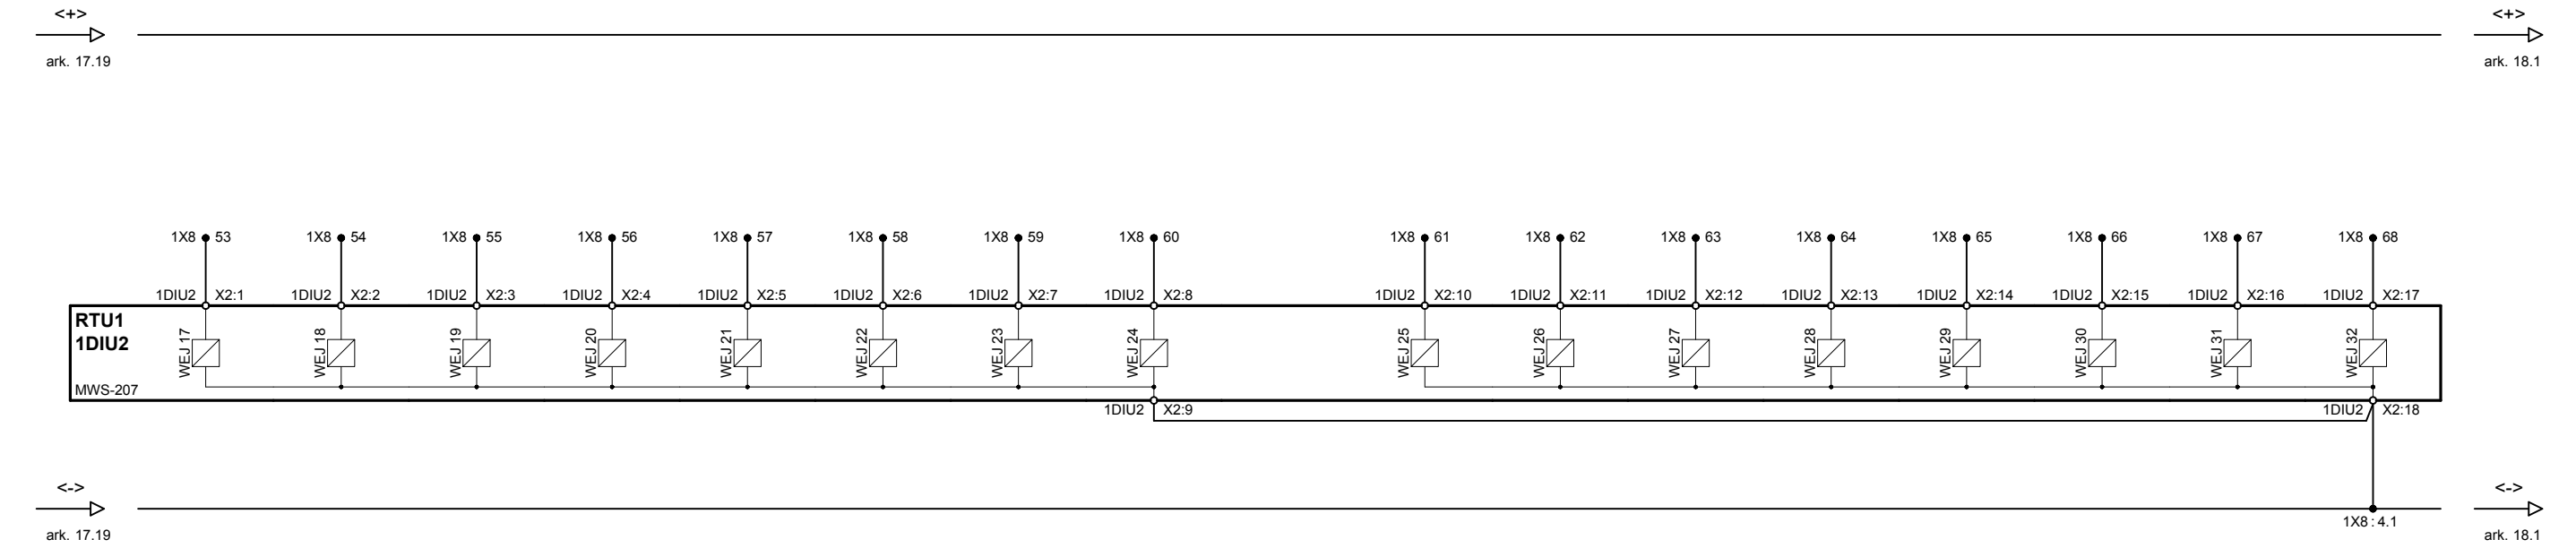 <+> <+>
ark. 17.19 ark. 18.1
1X8 53 1X8 54 1X8 55 1X8 56 1X8 57 1X8 58 1X8 59 1X8 60 1X8 61 1X8 62 1X8 63 1X8 64 1X8 65 1X8 66 1X8 67 1X8 68
1DIU2 X2:1 1DIU2 X2:2 1DIU2 X2:3 1DIU2 X2:4 1DIU2 X2:5 1DIU2 X2:6 1DIU2 X2:7 1DIU2 X2:8 1DIU2 X2:10 1DIU2 X2:11 1DIU2 X2:12 1DIU2 X2:13 1DIU2 X2:14 1DIU2 X2:15 1DIU2 X2:16 1DIU2 X2:17
RTU1
1DIU2
WEJ 17 WEJ 18 WEJ 19 WEJ 20 WEJ 21 WEJ 22 WEJ 23 WEJ 24 WEJ 25 WEJ 26 WEJ 27 WEJ 28 WEJ 29 WEJ 30 WEJ 31 WEJ 32
MWS-207
1DIU2 X2:9 1DIU2 X2:18
<-> <->
1X8 : 4.1
ark. 17.19 ark. 18.1